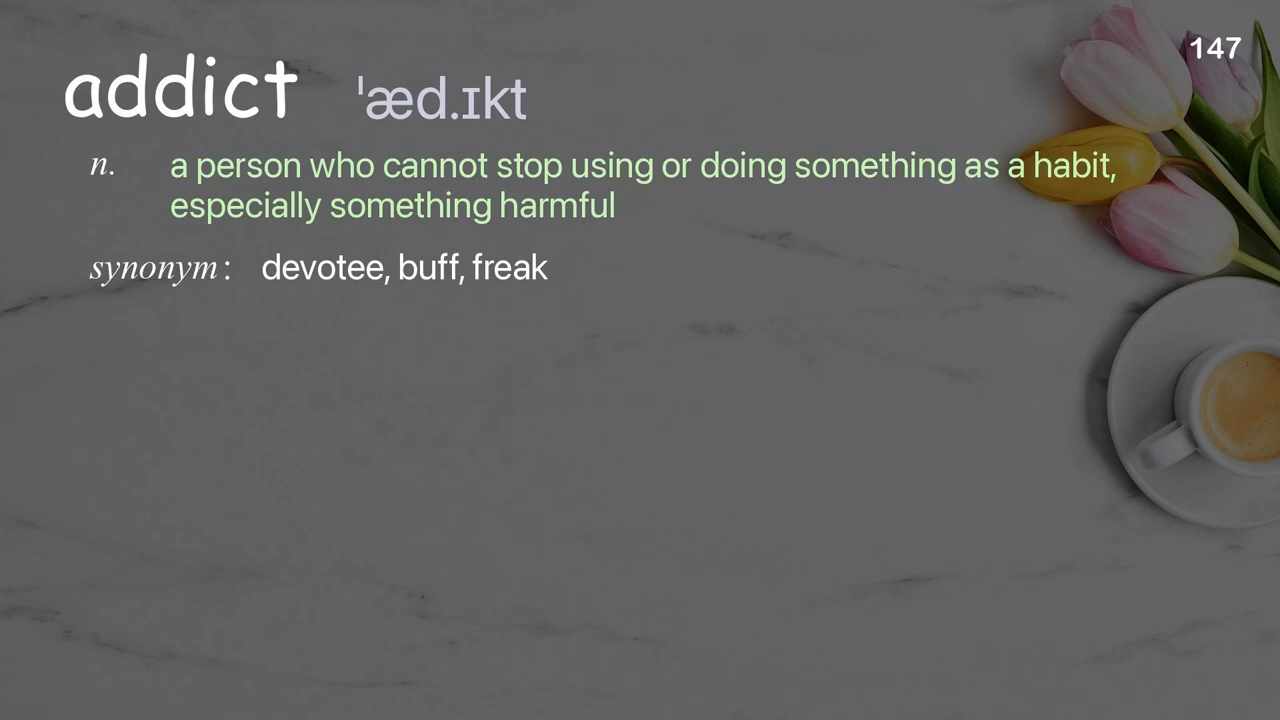 147
addict ˈæd.ɪkt
n. a person who cannot stop using or doing something as a habit,
especially something harmful
synonym: devotee, buff, freak